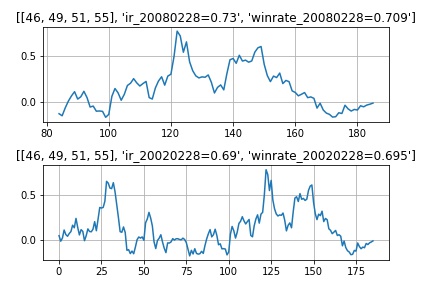 [[46, 49, 51, 55], 'ir_20080228=0.73', 'winrate_20080228=0.709']
0.5
0.0
80 100 120 140 160 180
[[46, 49, 51, 55], 'ir_20020228=0.69', 'winrate_20020228=0.695']
0.5
0.0
0 25 50 75 100 125 150 175